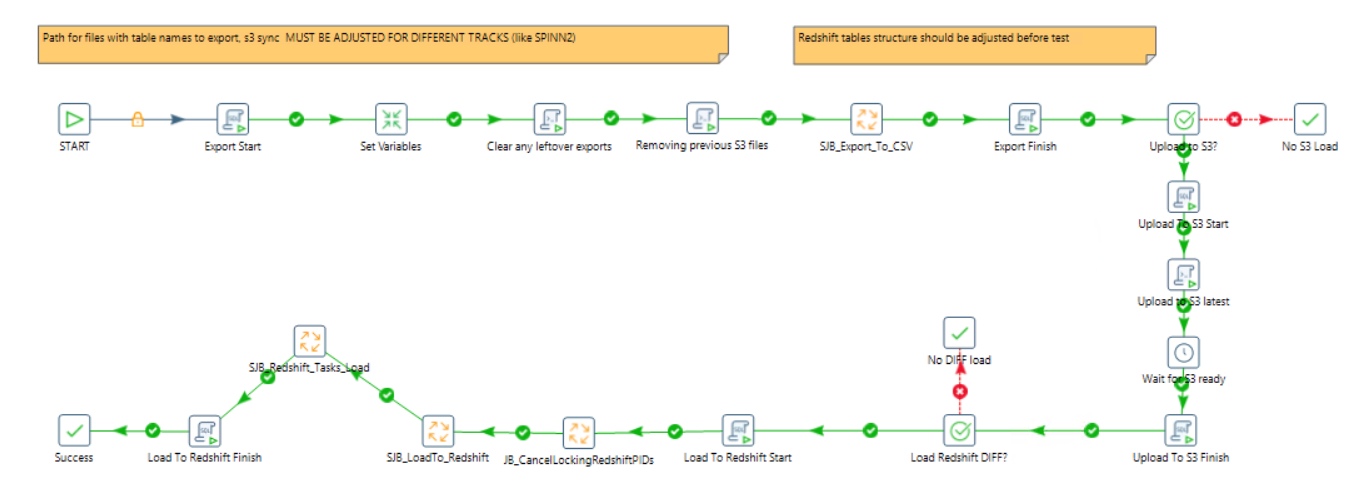 Path for files with table names to export, s3 sync  MUST BE ADJUSTED FOR DIFFERENT TRACKS (like SPINN2)
Redshift tables structure should be adjusted before test
START
Export Start
Set Variables
Clear any leftover exports
Removing previous S3 files
SJB_Export_To_CSV
Export Finish
Upload to S3?
No S3 Load
Upload To S3 Start
Upload to S3 latest
Wait for S3 ready
Upload To S3 Finish
No DIFF load
Load Redshift DIFF?
Load To Redshift Start
JB_CancelLockingRedshiftPIDs
SJB_LoadTo_Redshift
SJB_Redshift_Tasks_Load
Load To Redshift Finish
Success